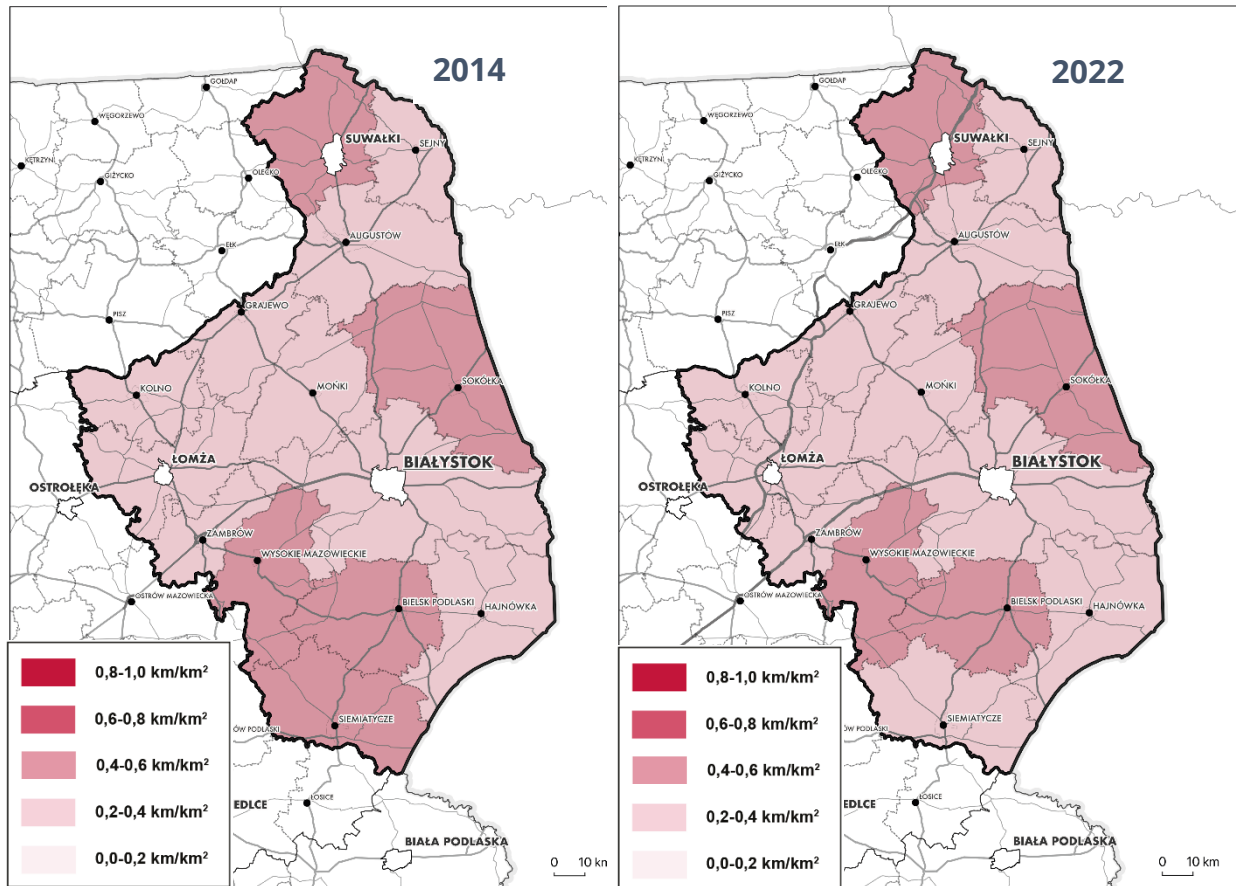 2014
GOŁDAP
WĘGORZEWO
SUWAŁKI
SEJNY
KĘTRZYN
GIŻYCKO
OLECKO
AUGUSTÓW
EŁK
GRAJEWO
PISZ
KOLNO
MOŃKI
SOKÓŁKA
ŁOMŻA
BIAŁYSTOK
OSTROŁĘKA
ZAMBRÓW
WYSOKIE MAZOWIECKIE
OSTRÓW MAZOWIECKA
BIELSK PODLASKI
HAJNÓWKA
SIEMIATYCZE
ÓW PODLASKI
EDLCE
ŁOSICE
BIAŁA PODLASKA
0,8-1,0 km/km²
0,6-0,8 km/km²
0,4-0,6 km/km²
0,2-0,4 km/km²
0,0-0,2 km/km²
0 10 km
2022
GOŁDAP
WĘGORZEWO
SUWAŁKI
SEJNY
KĘTRZYN
GIŻYCKO
OLECKO
AUGUSTÓW
EŁK
GRAJEWO
PISZ
KOLNO
MOŃKI
SOKÓŁKA
ŁOMŻA
BIAŁYSTOK
OSTROŁĘKA
ZAMBRÓW
WYSOKIE MAZOWIECKIE
OSTRÓW MAZOWIECKA
BIELSK PODLASKI
HAJNÓWKA
SIEMIATYCZE
ÓW PODLASKI
EDLCE
ŁOSICE
BIAŁA PODLASKA
0,8-1,0 km/km²
0,6-0,8 km/km²
0,4-0,6 km/km²
0,2-0,4 km/km²
0,0-0,2 km/km²
0 10 km